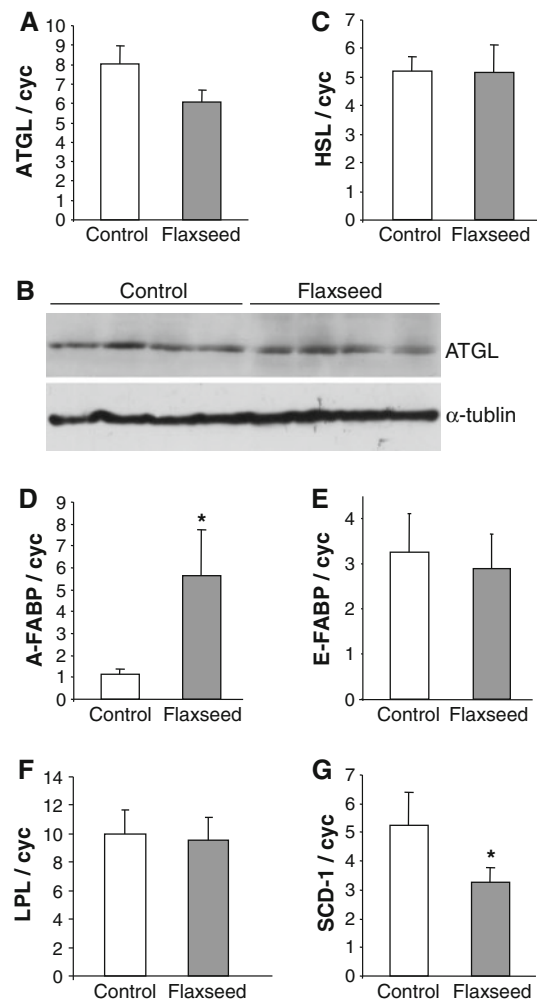 A
ATGL / cyc
10
9
8
7
6
5
4
3
2
1
0
Control Flaxseed
C
HSL / cyc
7
6
5
4
3
2
1
0
Control Flaxseed
B
Control Flaxseed
ATGL
α-tublin
D
A-FABP / cyc
9
8
7
6
5
4
3
2
1
0
*
Control Flaxseed
E
E-FABP / cyc
4
3
2
1
0
Control Flaxseed
F
LPL / cyc
14
12
10
8
6
4
2
0
Control Flaxseed
G
SCD-1 / cyc
7
6
5
4
3
2
1
0
*
Control Flaxseed